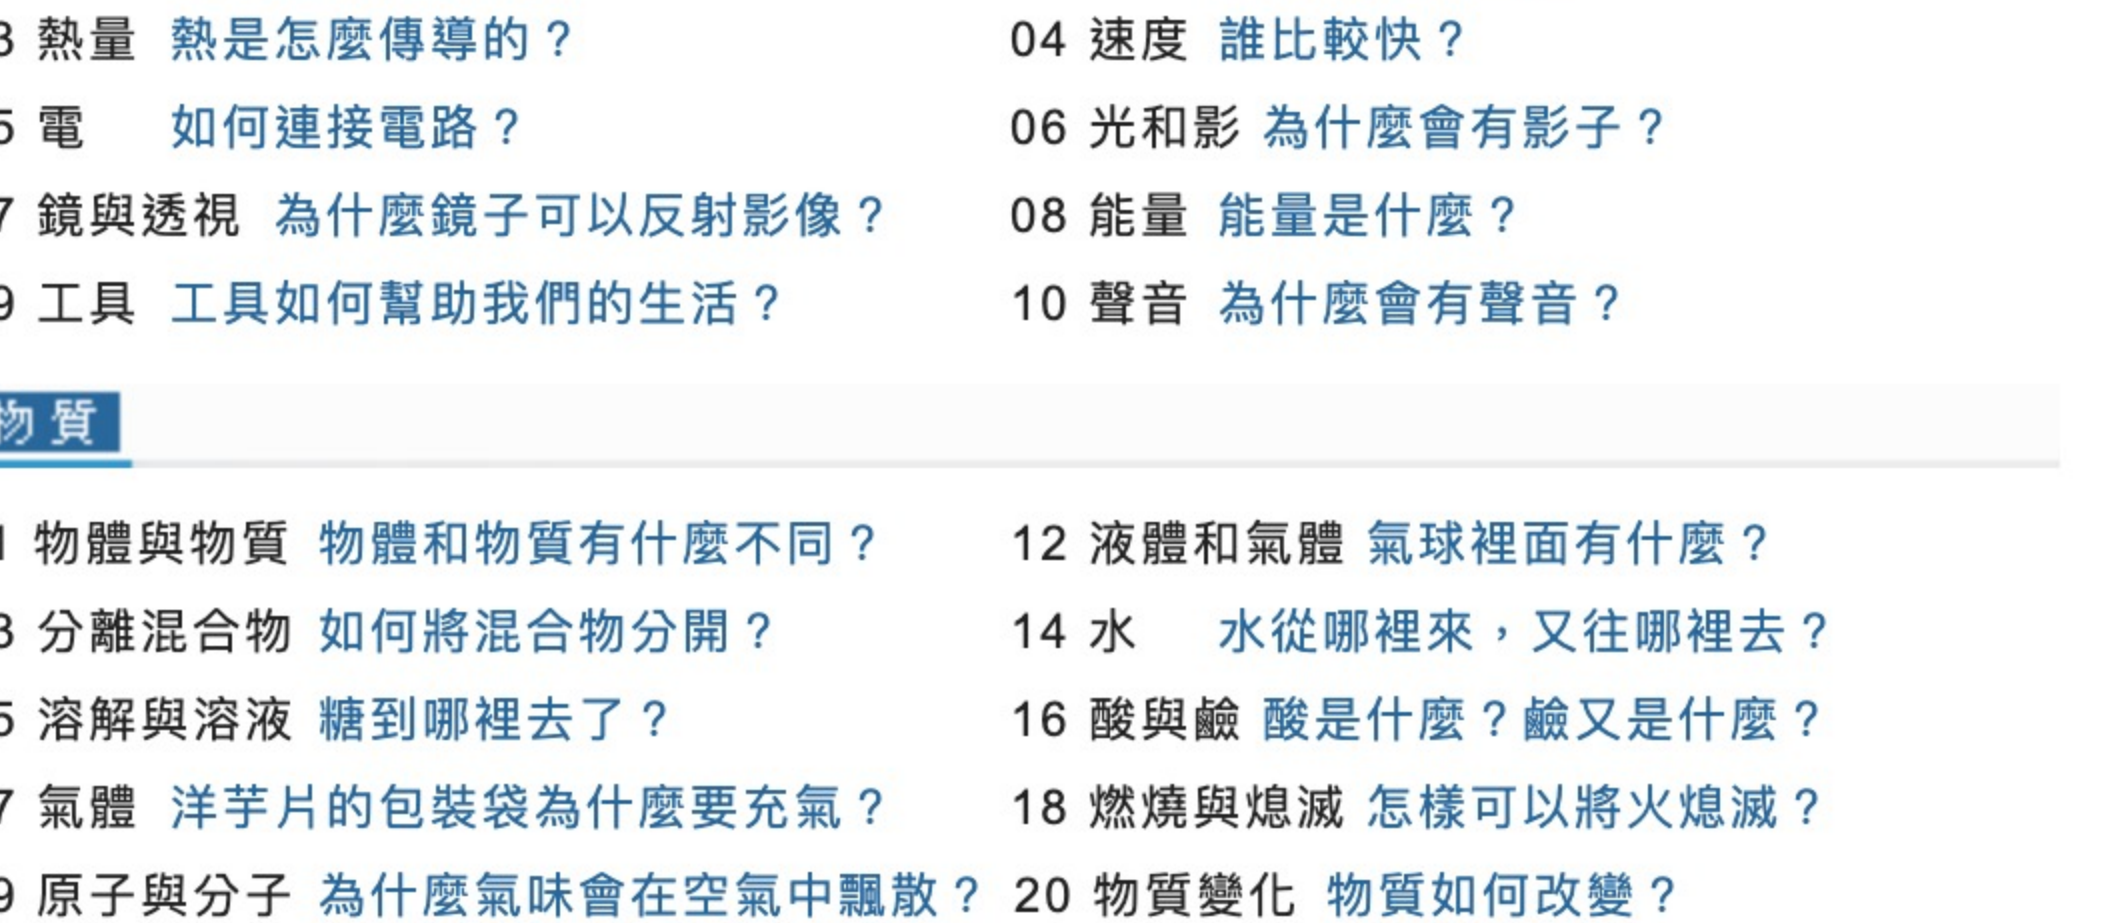 3 熱量 熱是怎麼傳導的？ 04 速度 誰比較快？
5 電 如何連接電路？ 06 光和影 為什麼會有影子？
7 鏡與透視 為什麼鏡子可以反射影像？ 08 能量 能量是什麼？
9 工具 工具如何幫助我們的生活？ 10 聲音 為什麼會有聲音？
物質
1 物體與物質 物體和物質有什麼不同？ 12 液體和氣體 氣球裡面有什麼？
3 分離混合物 如何將混合物分開？ 14 水 水從哪裡來，又往哪裡去？
5 溶解與溶液 糖到哪裡去了？ 16 酸與鹼 酸是什麼？鹼又是什麼？
7 氣體 洋芋片的包裝袋為什麼要充氣？ 18 燃燒與熄滅 怎樣可以將火熄滅？
9 原子與分子 為什麼氣味會在空氣中飄散？ 20 物質變化 物質如何改變？